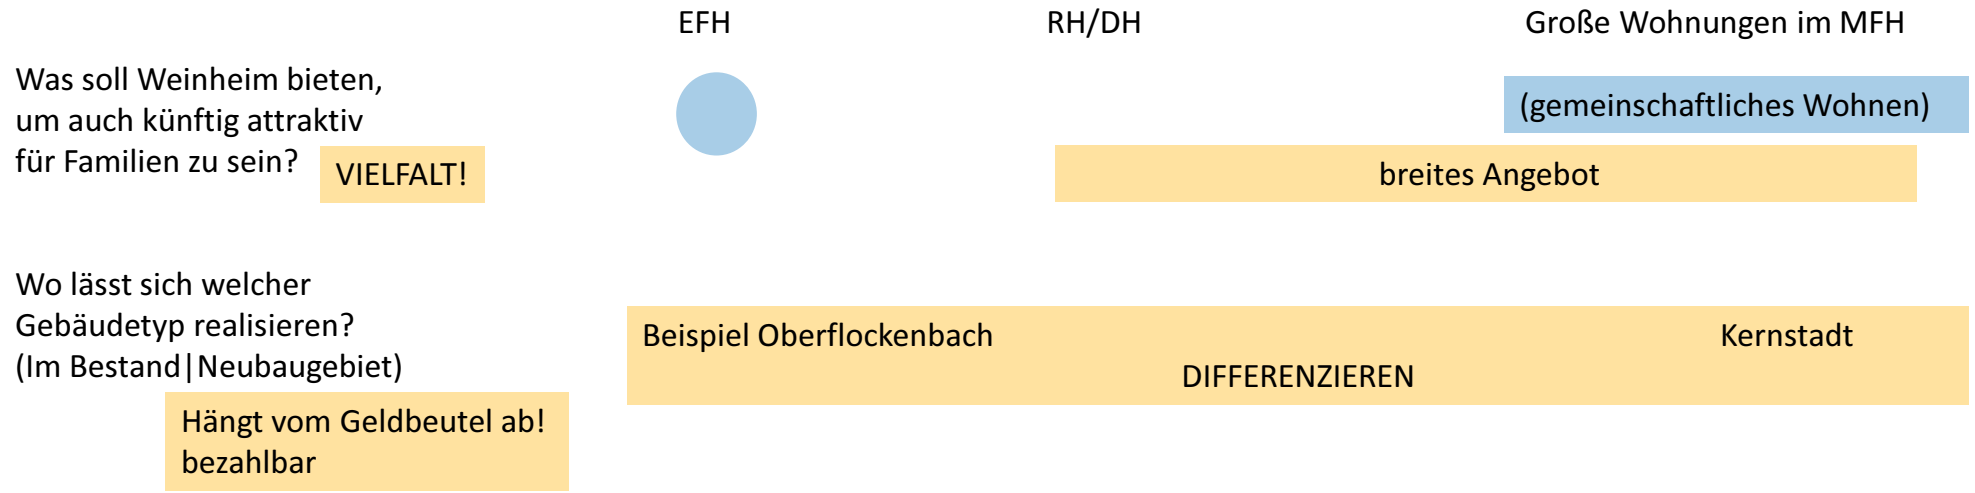 EFH
RH/DH
Große Wohnungen im MFH
Was soll Weinheim bieten,
um auch künftig attraktiv
für Familien zu sein?
VIELFALT!
(gemeinschaftliches Wohnen)
breites Angebot
Wo lässt sich welcher
Gebäudetyp realisieren?
(Im Bestand|Neubaugebiet)
Hängt vom Geldbeutel ab!
bezahlbar
Beispiel Oberflockenbach
Kernstadt
DIFFERENZIEREN